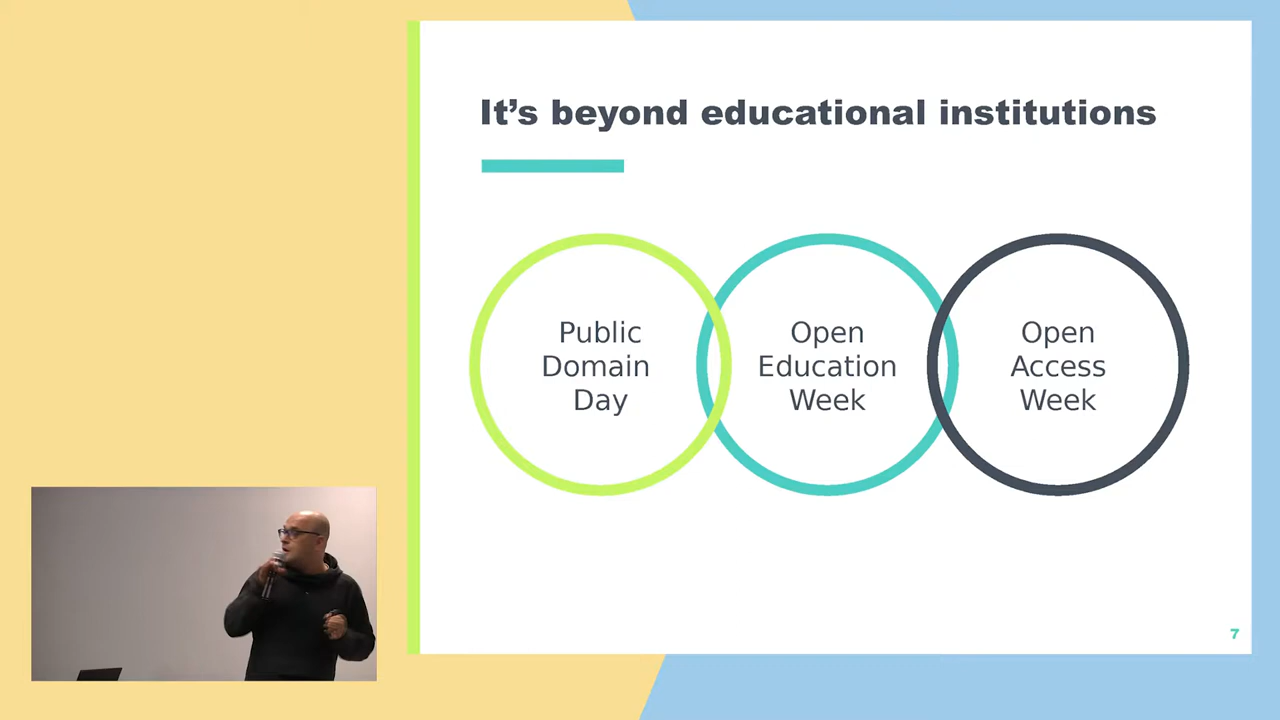 It’s beyond educational institutions
Public
Domain
Day
Open
Education
Week
Open
Access
Week
7